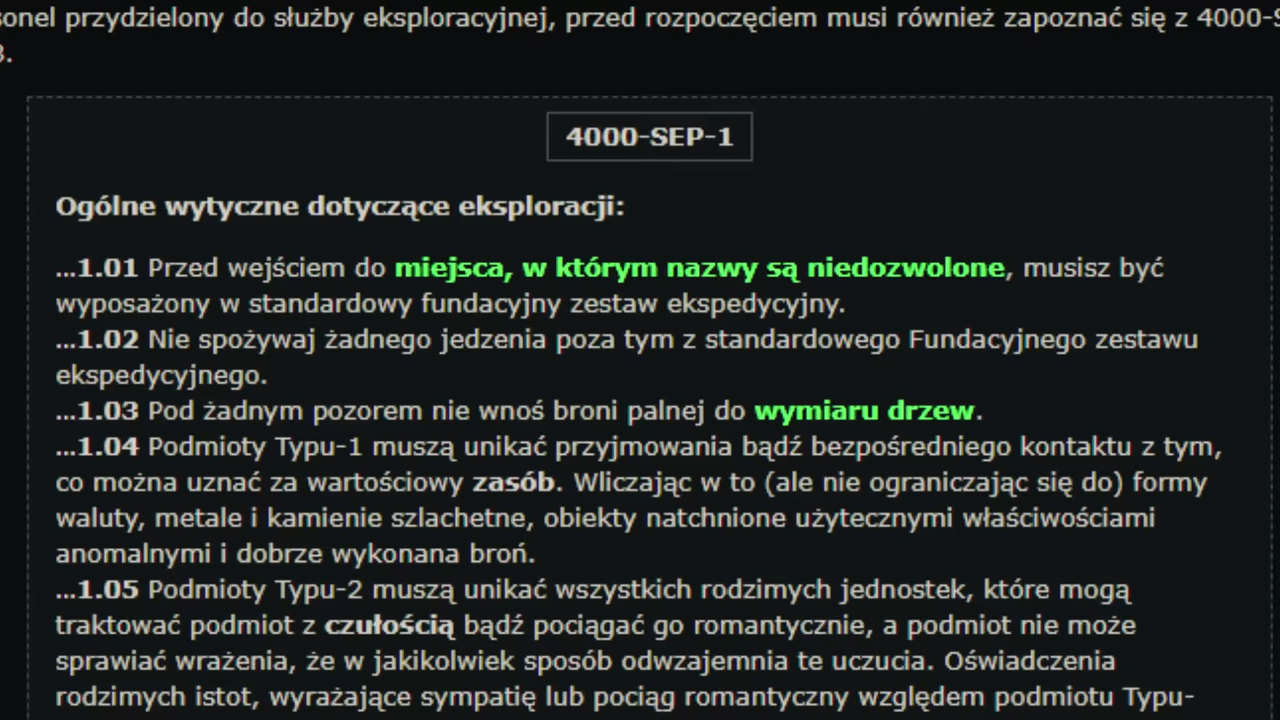 sonel przydzielony do służby eksploracyjnej, przed rozpoczęciem musi również zapoznać się z 4000-S
3.
4000-SEP-1
Ogólne wytyczne dotyczące eksploracji:
...1.01 Przed wejściem do miejsca, w którym nazwy są niedozwolone, musisz być
wyposażony w standardowy fundacyjny zestaw ekspedycyjny.
...1.02 Nie spożywaj żadnego jedzenia poza tym z standardowego Fundacyjnego zestawu
ekspedycyjnego.
...1.03 Pod żadnym pozorem nie wnoś broni palnej do wymiaru drzew.
...1.04 Podmioty Typu-1 muszą unikać przyjmowania bądź bezpośredniego kontaktu z tym,
co można uznać za wartościowy zasób. Wliczając w to (ale nie ograniczając się do) formy
waluty, metale i kamienie szlachetne, obiekty natchnione użytecznymi właściwościami
anomalnymi i dobrze wykonana broń.
...1.05 Podmioty Typu-2 muszą unikać wszystkich rodzimych jednostek, które mogą
traktować podmiot z czułością bądź pociągać go romantycznie, a podmiot nie może
sprawiać wrażenia, że w jakikolwiek sposób odwzajemnia te uczucia. Oświadczenia
rodzimych istot, wyrażające sympatię lub pociąg romantyczny względem podmiotu Typu-